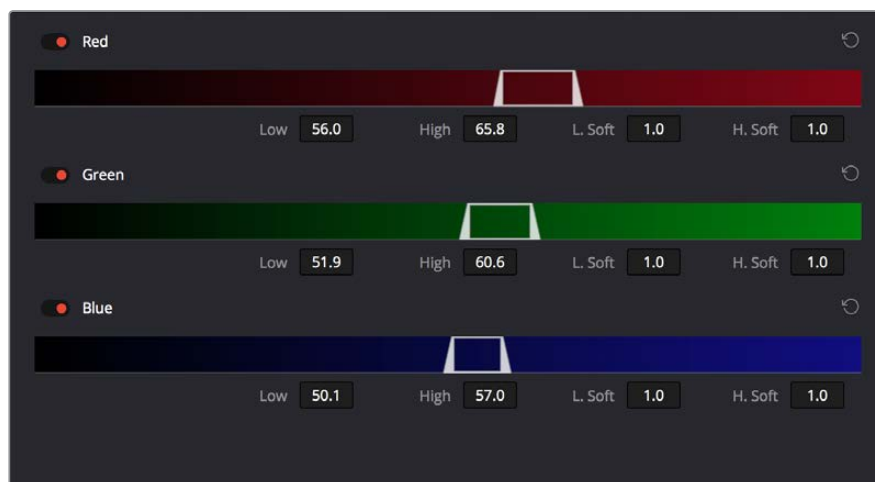 Red
Low 56.0 High 65.8 L. Soft 1.0 H. Soft 1.0
Green
Low 51.9 High 60.6 L. Soft 1.0 H. Soft 1.0
Blue
Low 50.1 High 57.0 L. Soft 1.0 H. Soft 1.0